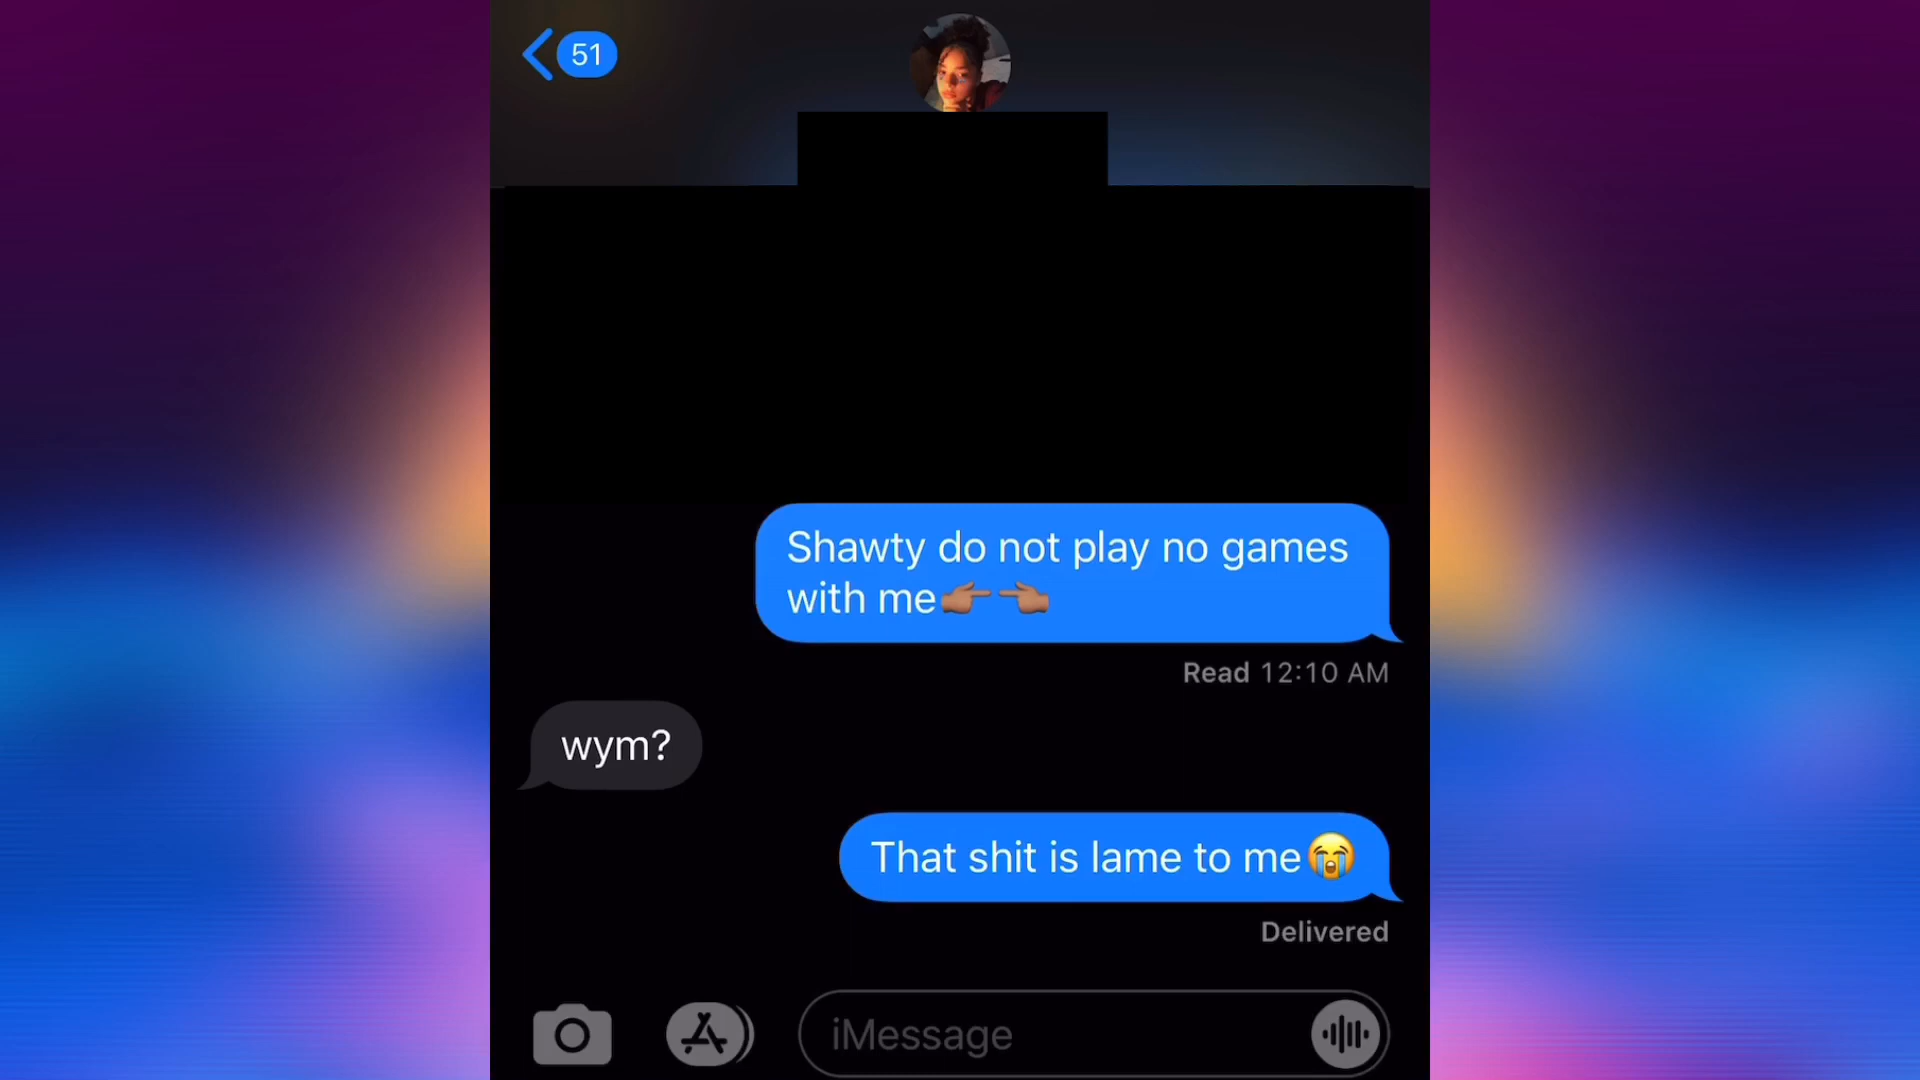 51
Shawty do not play no games
with me👉🏾👈🏾
Read 12:10 AM
wym?
That shit is lame to me😭
Delivered
iMessage